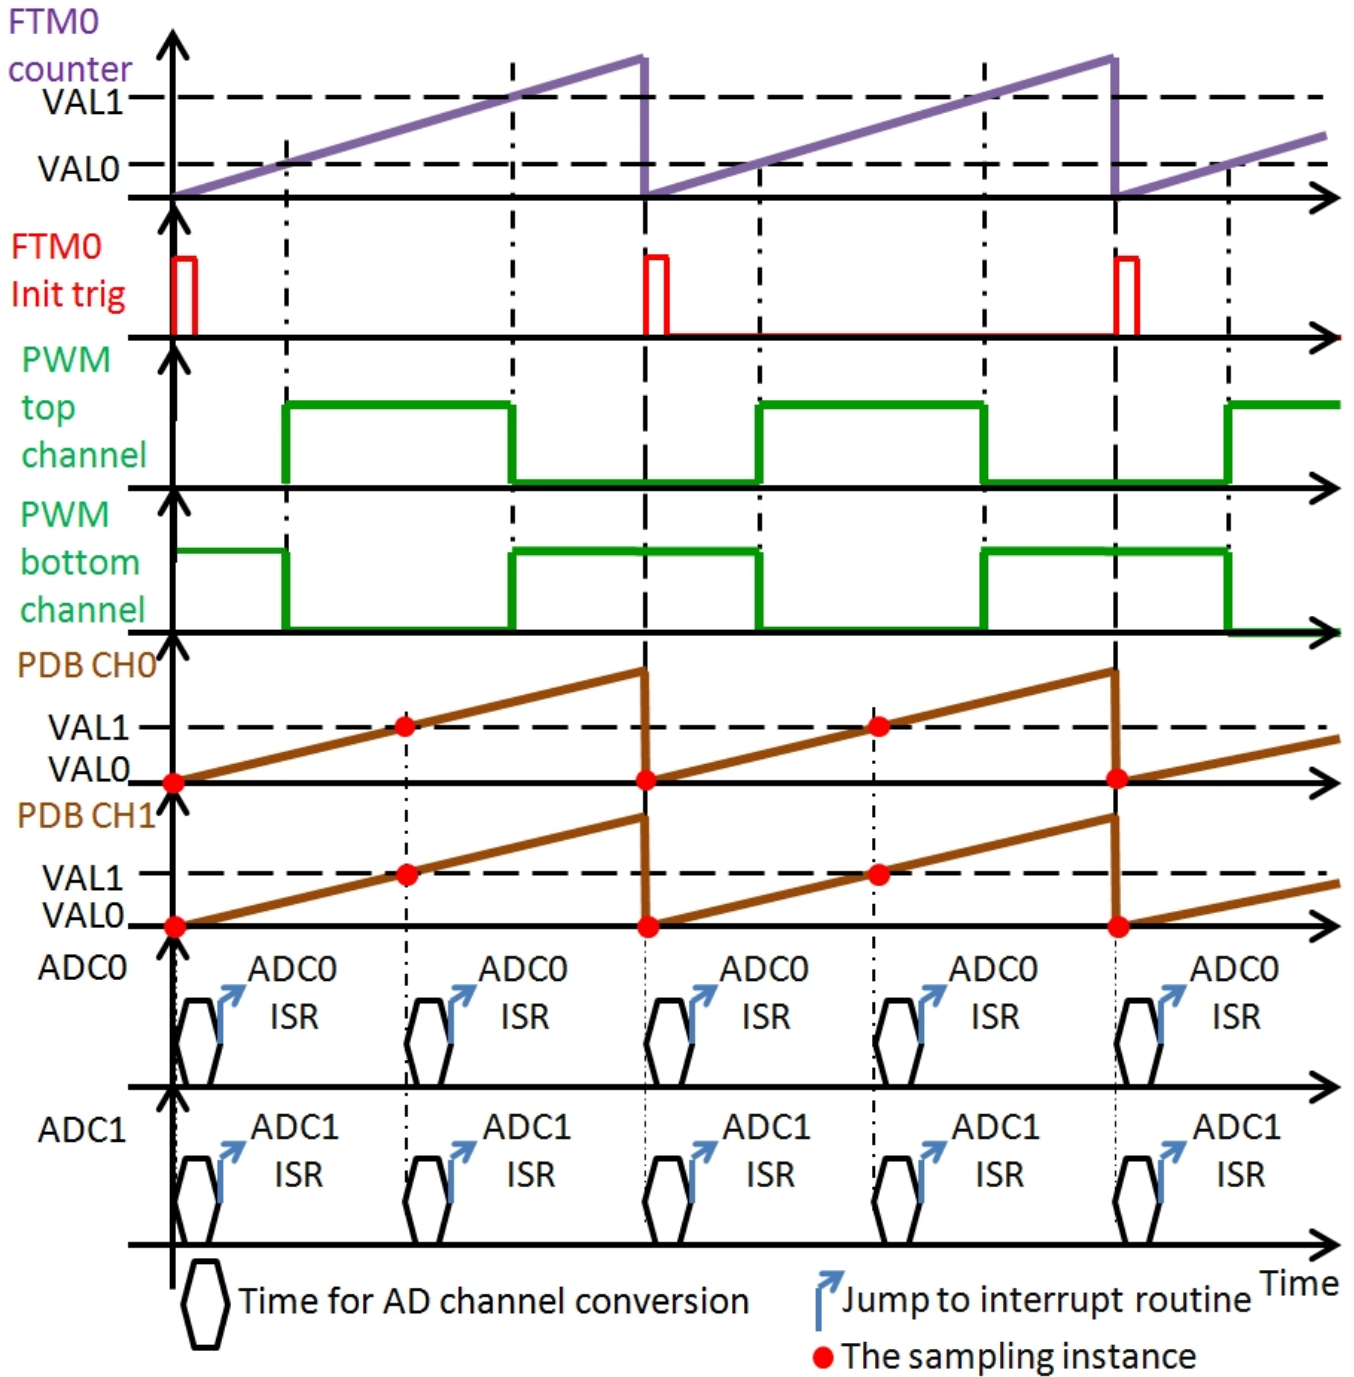 FTM0
counter
VAL1
VAL0
FTM0
Init trig
PWM
top
channel
PWM
bottom
channel
PDB CH0
VAL1
VAL0
PDB CH1
VAL1
VAL0
ADC0
ADC0 ADC0 ADC0 ADC0 ADC0
ISR ISR ISR ISR ISR
ADC1
ADC1 ADC1 ADC1 ADC1 ADC1
ISR ISR ISR ISR ISR
Time
Time for AD channel conversion
Jump to interrupt routine
The sampling instance